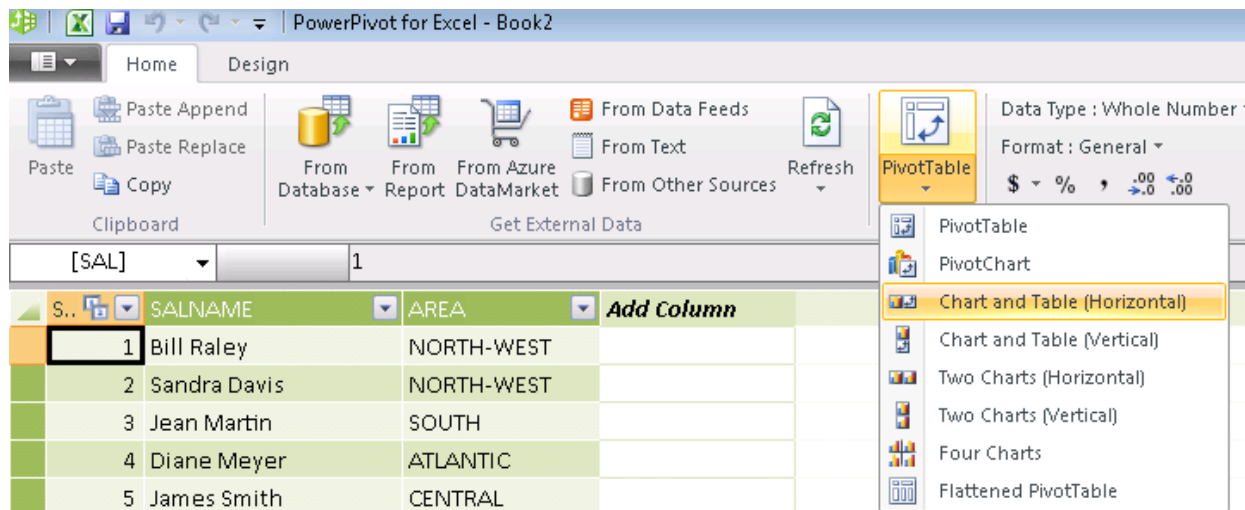 PowerPivot for Excel - Book2
Home Design
Paste
Paste Append
Paste Replace
Copy
Clipboard
From Database
From Report
From Azure DataMarket
From Data Feeds
From Text
From Other Sources
Get External Data
Refresh
PivotTable
Data Type : Whole Number
Format : General
$ % , .00 .0 .0 .00
[SAL] 1
S.. SALNAME AREA Add Column
1 Bill Raley NORTH-WEST
2 Sandra Davis NORTH-WEST
3 Jean Martin SOUTH
4 Diane Meyer ATLANTIC
5 James Smith CENTRAL
PivotTable
PivotChart
Chart and Table (Horizontal)
Chart and Table (Vertical)
Two Charts (Horizontal)
Two Charts (Vertical)
Four Charts
Flattened PivotTable